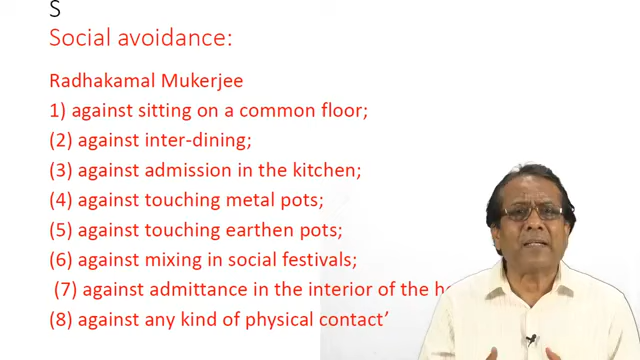 S
Social avoidance:
Radhakamal Mukerjee
1) against sitting on a common floor;
(2) against inter-dining;
(3) against admission in the kitchen;
(4) against touching metal pots;
(5) against touching earthen pots;
(6) against mixing in social festivals;
(7) against admittance in the interior of the
(8) against any kind of physical contact’